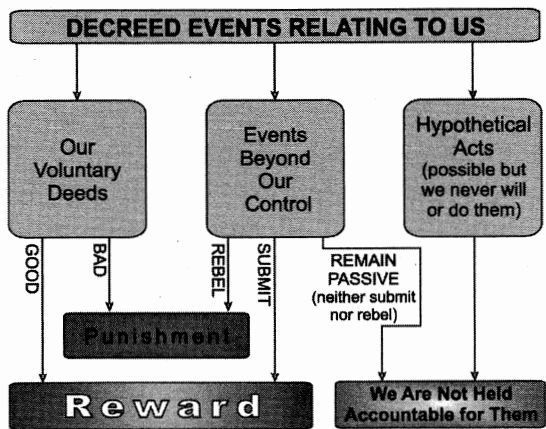 DECREED EVENTS RELATING TO US
Our
Voluntary
Deeds
Events
Beyond
Our
Control
Hypothetical
Acts
(possible but
we never will
or do them)
GOOD
BAD
REBEL
SUBMIT
REMAIN
PASSIVE
(neither submit
nor rebel)
Punishment
Reward
We Are Not Held
Accountable for Them